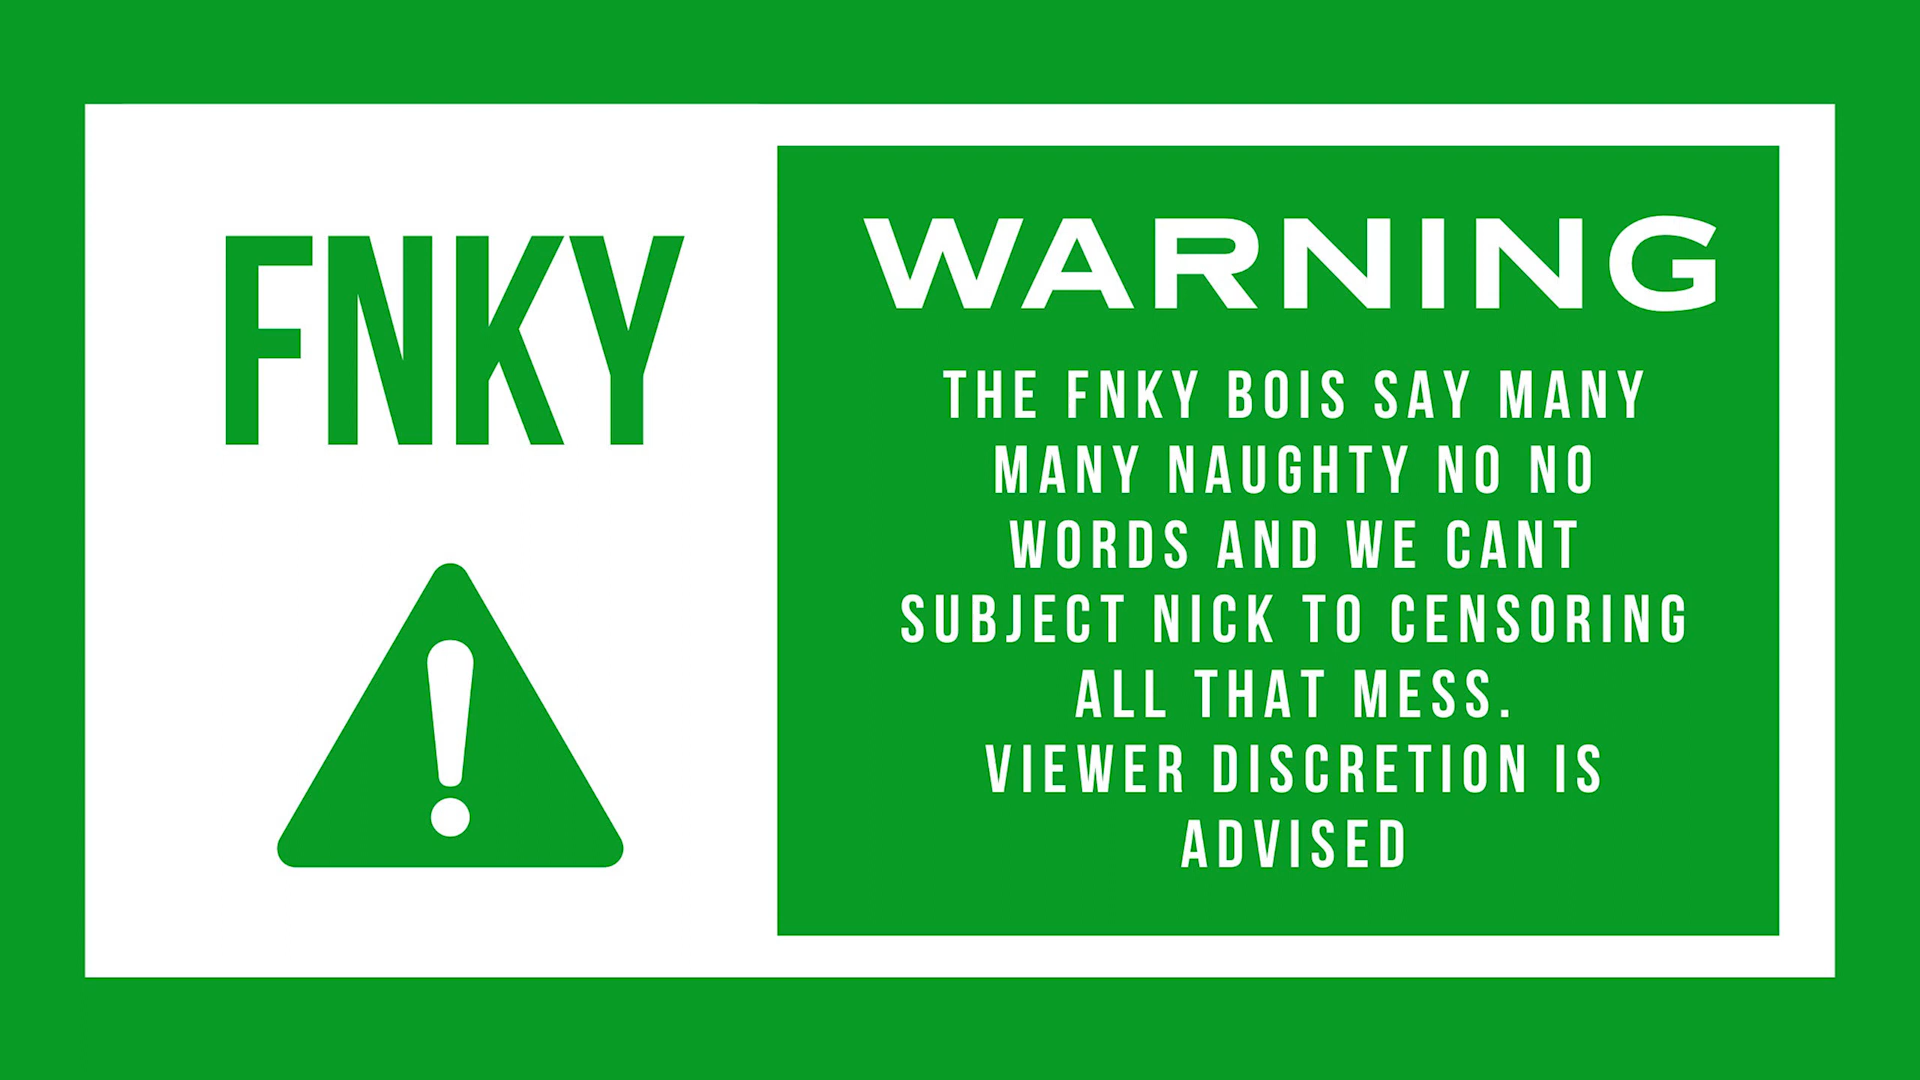 FNKY
WARNING
THE FNKY BOIS SAY MANY
MANY NAUGHTY NO NO
WORDS AND WE CANT
SUBJECT NICK TO CENSORING
ALL THAT MESS.
VIEWER DISCRETION IS
ADVISED